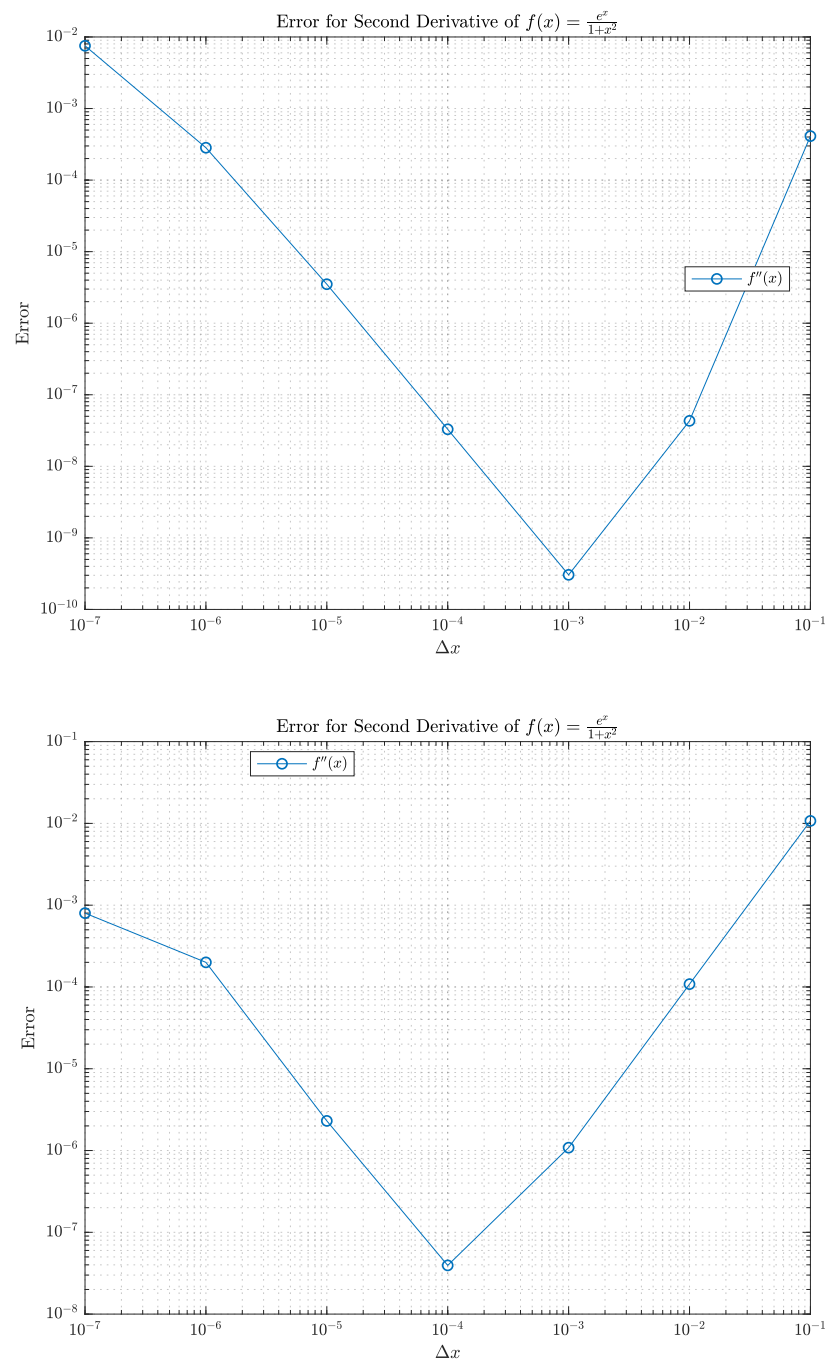 Error for Second Derivative of $f(x) = \frac{e^x}{1+x^2}$
10⁻²
10⁻³
10⁻⁴
10⁻⁵
10⁻⁶
10⁻⁷
10⁻⁸
10⁻⁹
10⁻¹⁰
Error
f″(x)
10⁻⁷ 10⁻⁶ 10⁻⁵ 10⁻⁴ 10⁻³ 10⁻² 10⁻¹
Δx
Error for Second Derivative of $f(x) = \frac{e^x}{1+x^2}$
f″(x)
10⁻¹
10⁻²
10⁻³
10⁻⁴
10⁻⁵
10⁻⁶
10⁻⁷
10⁻⁸
Error
10⁻⁷ 10⁻⁶ 10⁻⁵ 10⁻⁴ 10⁻³ 10⁻² 10⁻¹
Δx